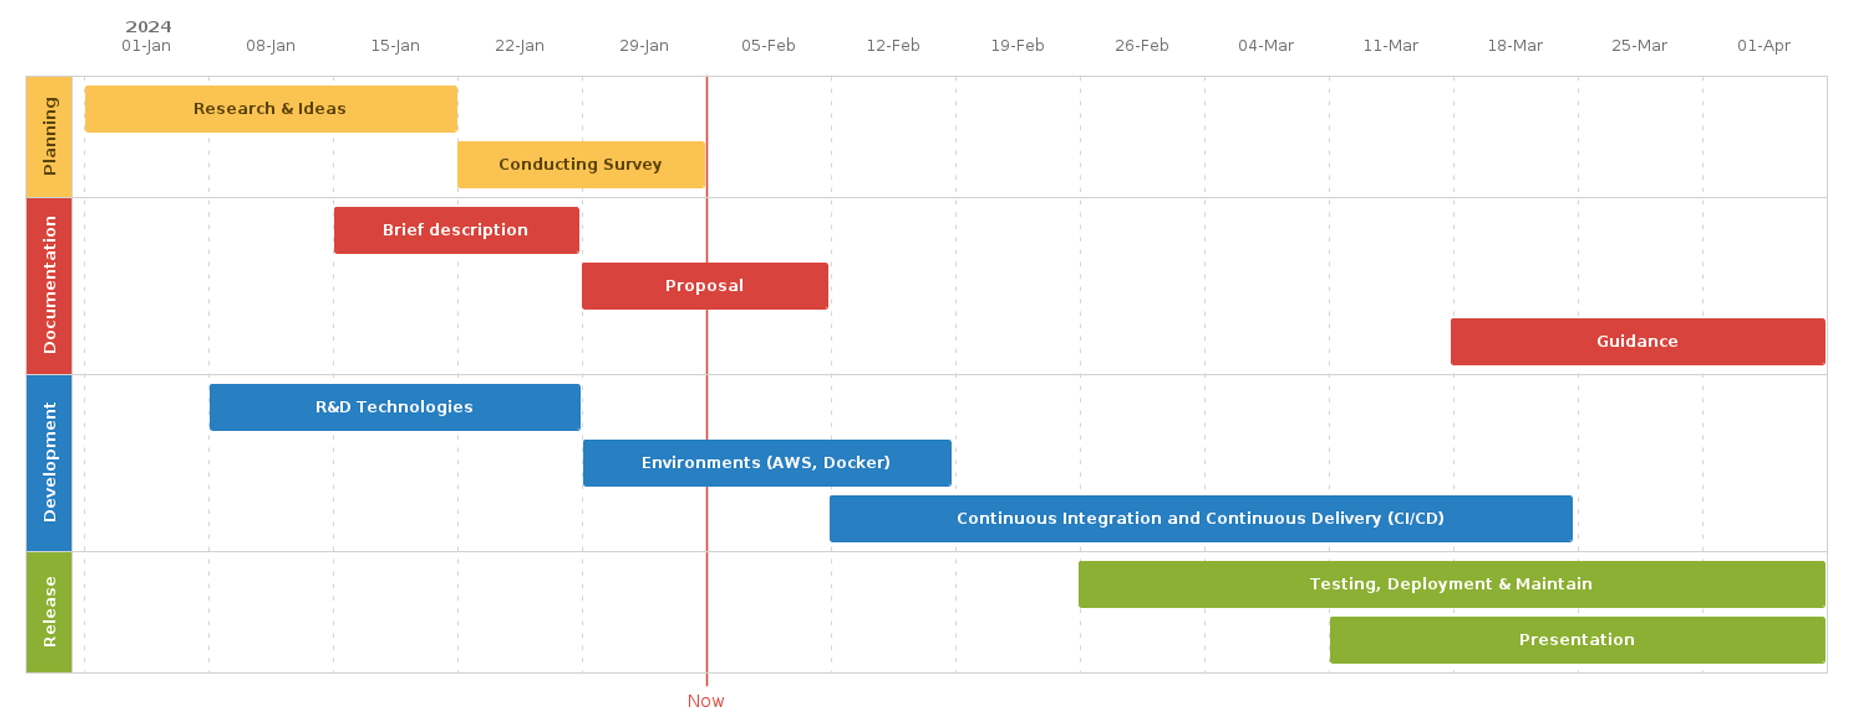 2024
01-Jan 08-Jan 15-Jan 22-Jan 29-Jan 05-Feb 12-Feb 19-Feb 26-Feb 04-Mar 11-Mar 18-Mar 25-Mar 01-Apr
Planning
Research & Ideas
Conducting Survey
Documentation
Brief description
Proposal
Guidance
Development
R&D Technologies
Environments (AWS, Docker)
Continuous Integration and Continuous Delivery (CI/CD)
Release
Testing, Deployment & Maintain
Presentation
Now